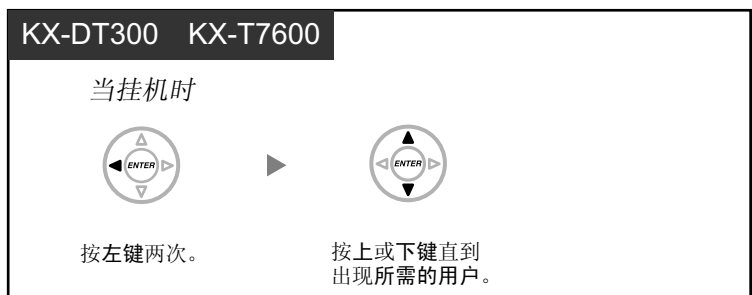 KX-DT300 KX-T7600
当挂机时
ENTER ENTER
按左键两次。
按上或下键直到
出现所需的用户。